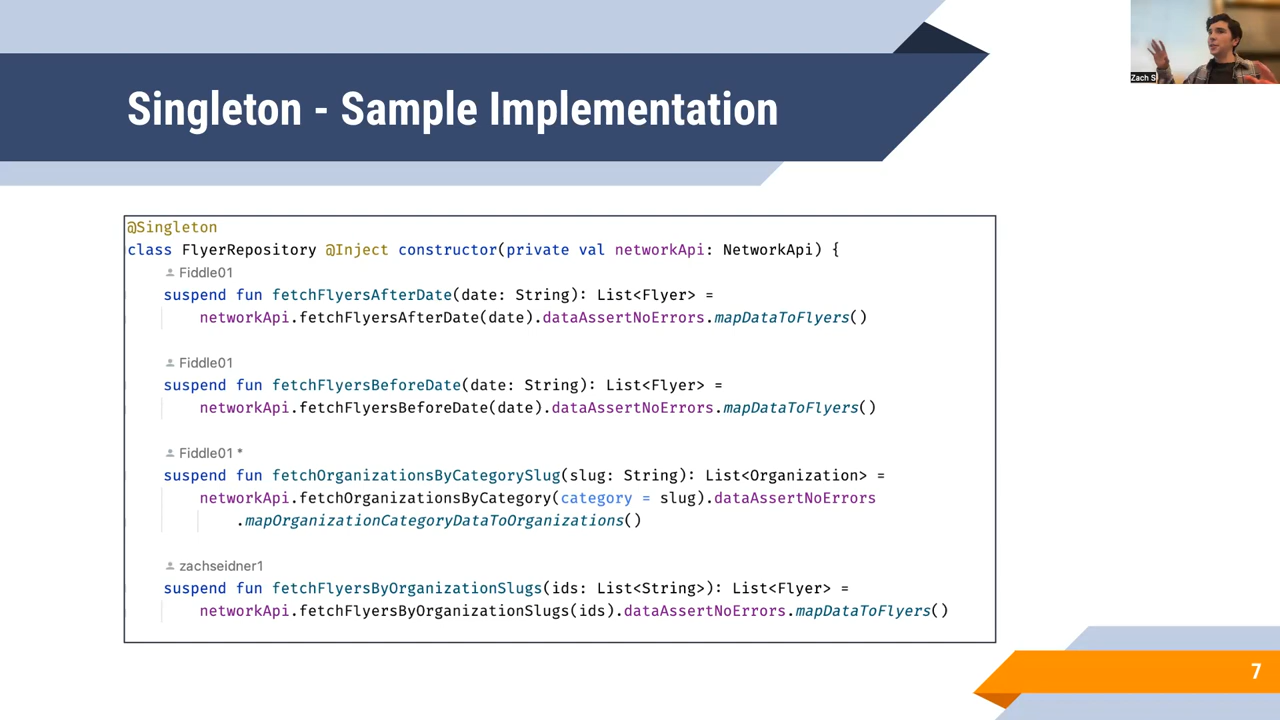 Zach S
Singleton - Sample Implementation
@Singleton
class FlyerRepository @Inject constructor(private val networkApi: NetworkApi) {
Fiddle01
suspend fun fetchFlyersAfterDate(date: String): List<Flyer> =
networkApi.fetchFlyersAfterDate(date).dataAssertNoErrors.mapDataToFlyers()
Fiddle01
suspend fun fetchFlyersBeforeDate(date: String): List<Flyer> =
networkApi.fetchFlyersBeforeDate(date).dataAssertNoErrors.mapDataToFlyers()
Fiddle01 *
suspend fun fetchOrganizationsByCategorySlug(slug: String): List<Organization> =
networkApi.fetchOrganizationsByCategory(category = slug).dataAssertNoErrors
.mapOrganizationCategoryDataToOrganizations()
zachseidner1
suspend fun fetchFlyersByOrganizationSlugs(ids: List<String>): List<Flyer> =
networkApi.fetchFlyersByOrganizationSlugs(ids).dataAssertNoErrors.mapDataToFlyers()
7